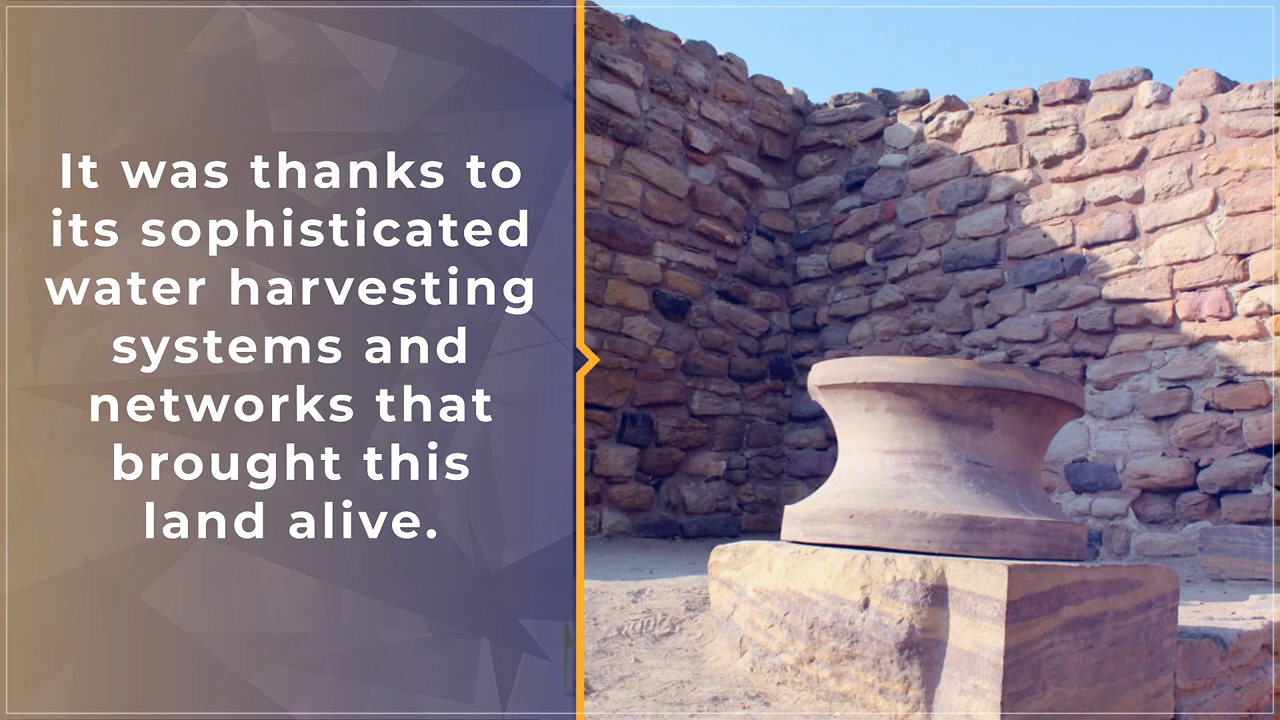 It was thanks to
its sophisticated
water harvesting
systems and
networks that
brought this
land alive.